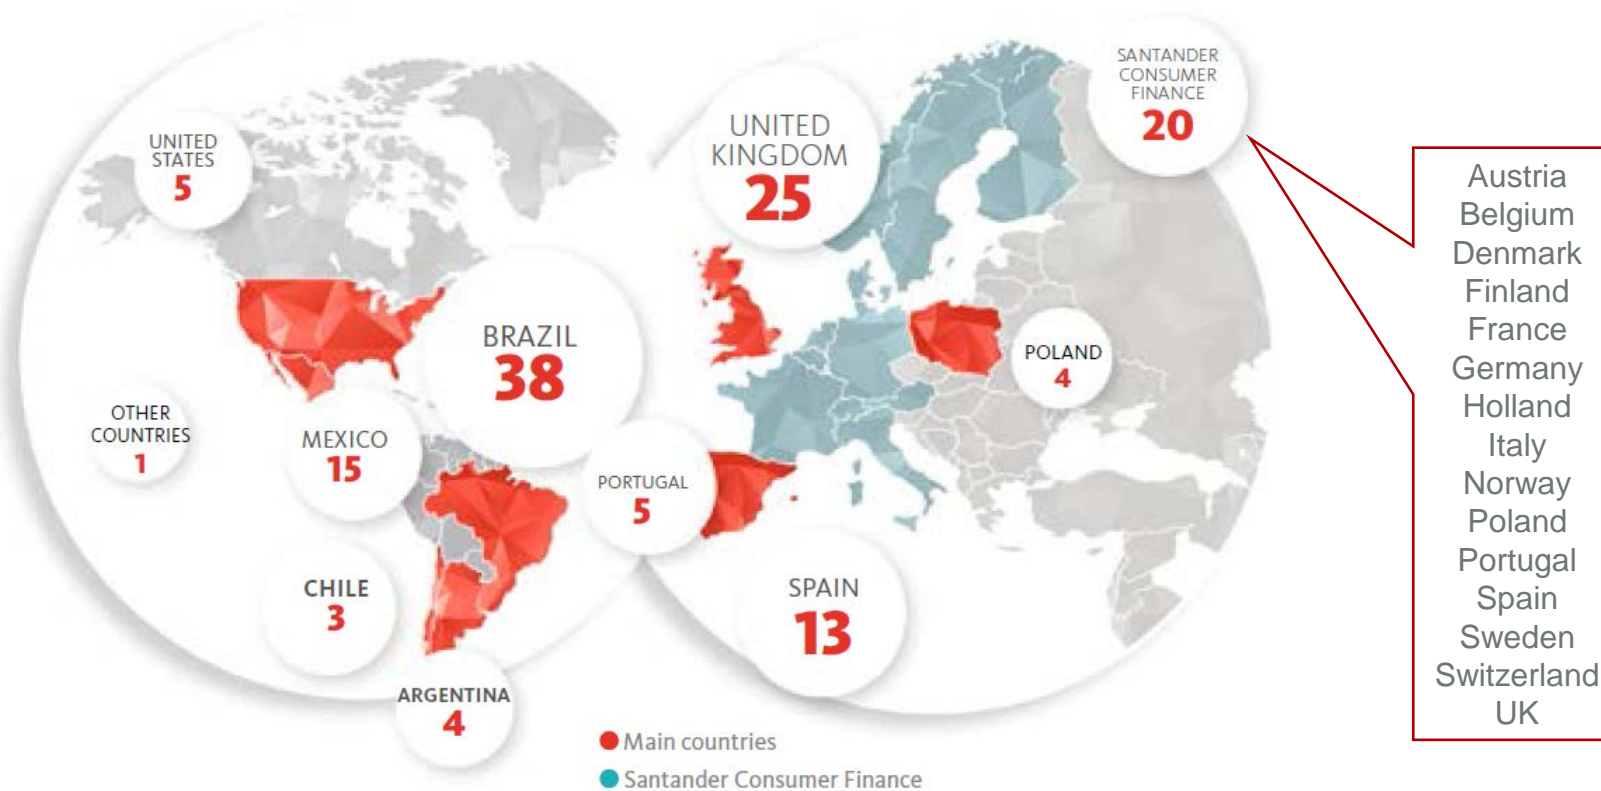 UNITED
STATES
5
BRAZIL
38
OTHER
COUNTRIES
1
MEXICO
15
CHILE
3
ARGENTINA
4
UNITED
KINGDOM
25
SANTANDER
CONSUMER
FINANCE
20
POLAND
4
PORTUGAL
5
SPAIN
13
Main countries
Santander Consumer Finance
Austria
Belgium
Denmark
Finland
France
Germany
Holland
Italy
Norway
Poland
Portugal
Spain
Sweden
Switzerland
UK